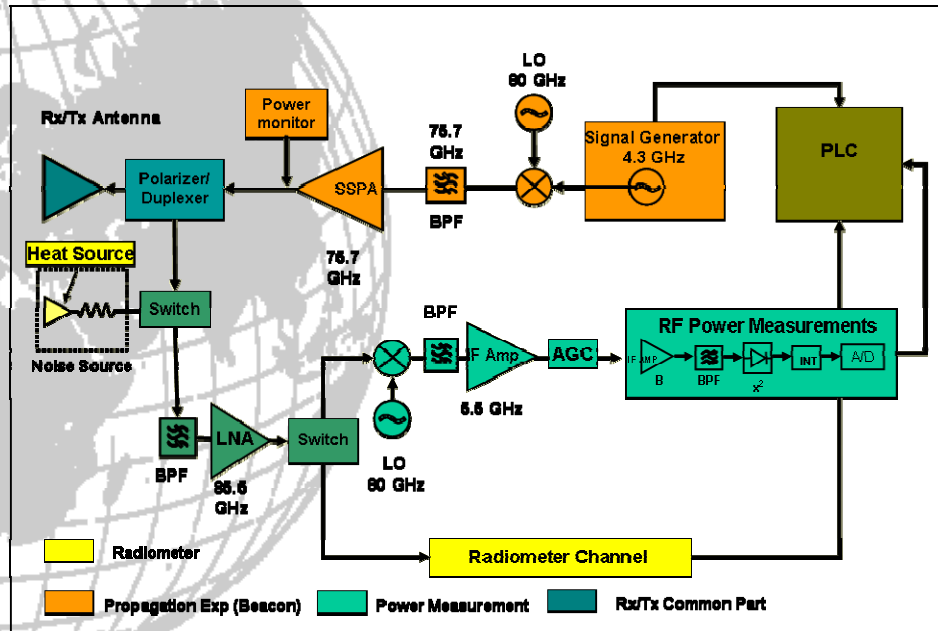 LO
80 GHz
Power
monitor
Rx/Tx Antenna
75.7
GHz
Signal Generator
4.3 GHz
PLC
Polarizer/
Duplexer
SSPA
BPF
75.7
GHz
Heat Source
Switch
Noise Source
BPF
RF Power Measurements
IF Amp
AGC
IF AMP
B
BPF
x²
INT
A/D
5.5 GHz
LNA
Switch
BPF
85.5
GHz
LO
80 GHz
Radiometer
Radiometer Channel
Propagation Exp (Beacon)
Power Measurement
Rx/Tx Common Part